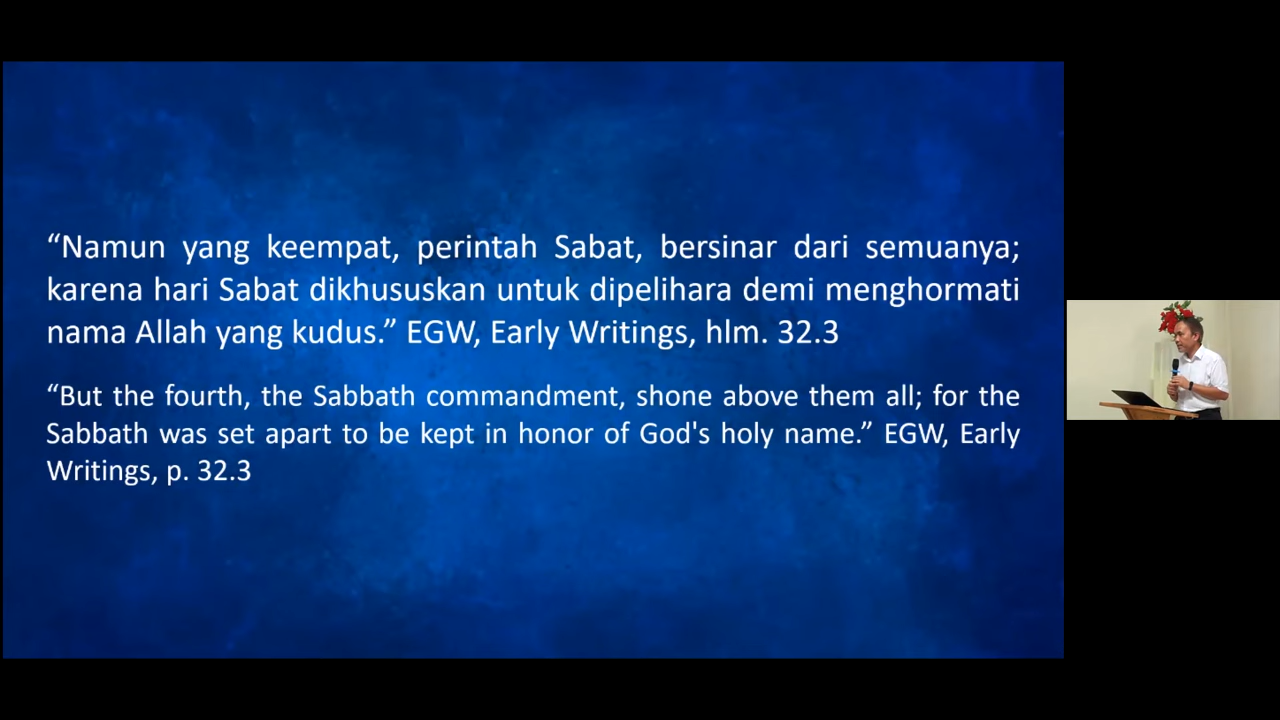 “Namun yang keempat, perintah Sabat, bersinar dari semuanya;
karena hari Sabat dikhususkan untuk dipelihara demi menghormati
nama Allah yang kudus.” EGW, Early Writings, hlm. 32.3
“But the fourth, the Sabbath commandment, shone above them all; for the
Sabbath was set apart to be kept in honor of God's holy name.” EGW, Early
Writings, p. 32.3